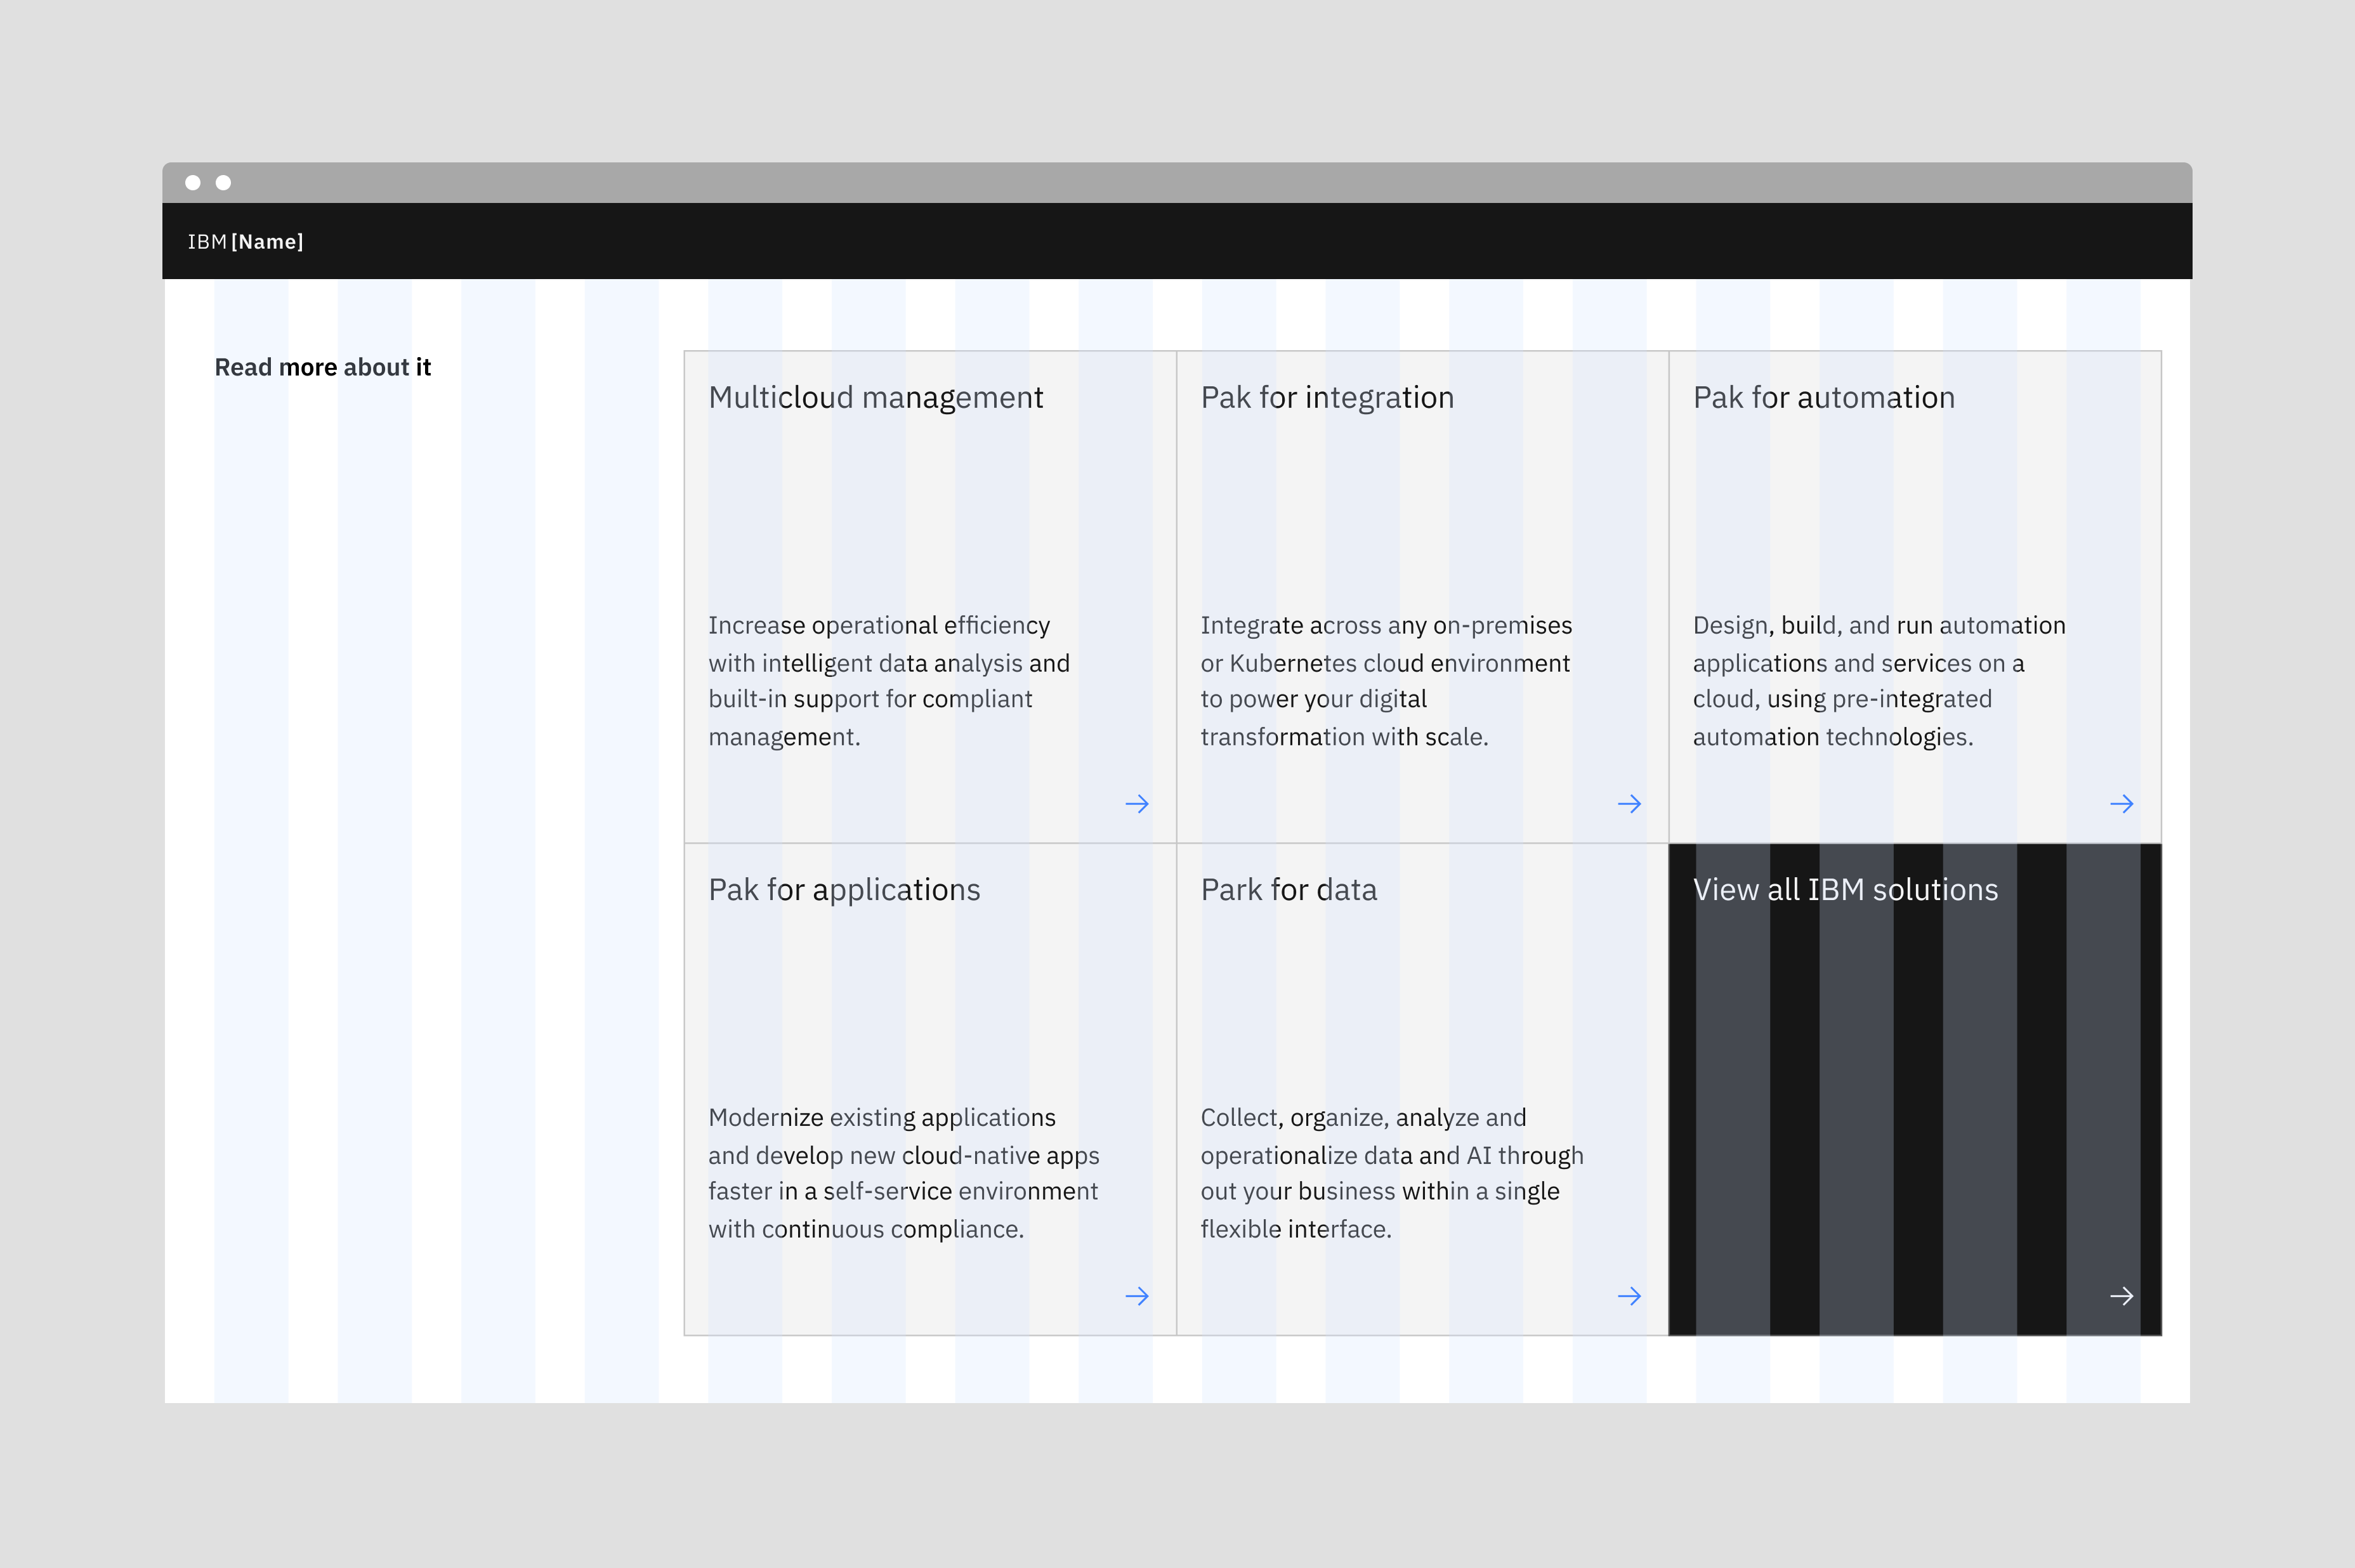 IBM [Name]
Read more about it
Multicloud management
Increase operational efficiency
with intelligent data analysis and
built-in support for compliant
management.
Pak for integration
Integrate across any on-premises
or Kubernetes cloud environment
to power your digital
transformation with scale.
Pak for automation
Design, build, and run automation
applications and services on a
cloud, using pre-integrated
automation technologies.
Pak for applications
Modernize existing applications
and develop new cloud-native apps
faster in a self-service environment
with continuous compliance.
Park for data
Collect, organize, analyze and
operationalize data and AI through
out your business within a single
flexible interface.
View all IBM solutions